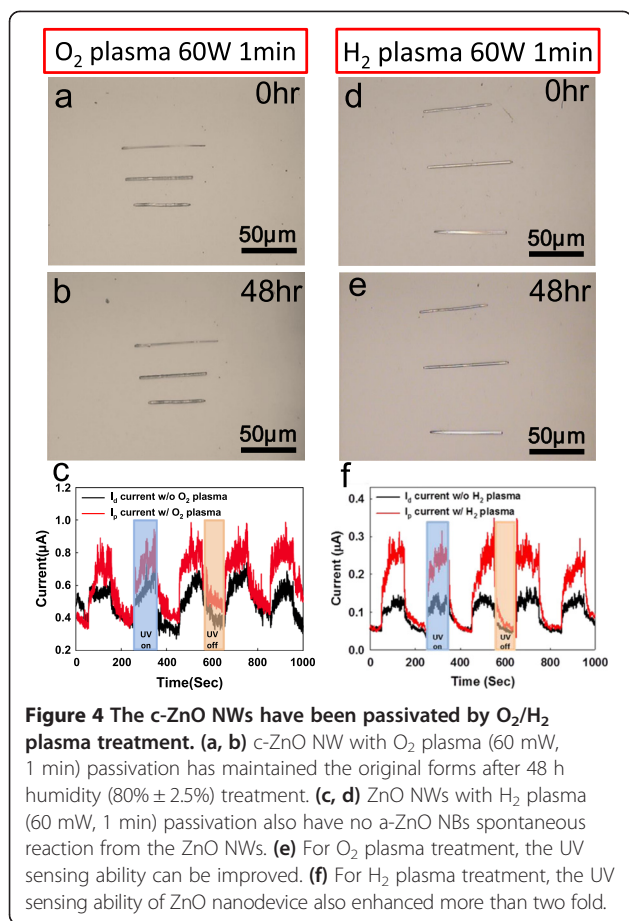 O₂ plasma 60W 1min
H₂ plasma 60W 1min
a
0hr
50µm
b
48hr
50µm
d
0hr
50µm
e
48hr
50µm
c
I_d current w/o O₂ plasma
I_p current w/ O₂ plasma
Current(µA)
1.2
1.0
0.8
0.6
0.4
0.2
UV on
UV off
0 200 400 600 800 1000
Time(Sec)
f
I_d current w/o H₂ plasma
I_p current w/ H₂ plasma
Current (µA)
0.4
0.3
0.2
0.1
0.0
UV on
UV off
0 200 400 600 800 1000
Time (Sec)
Figure 4 The c-ZnO NWs have been passivated by O₂/H₂
plasma treatment. (a, b) c-ZnO NW with O₂ plasma (60 mW,
1 min) passivation has maintained the original forms after 48 h
humidity (80% ± 2.5%) treatment. (c, d) ZnO NWs with H₂ plasma
(60 mW, 1 min) passivation also have no a-ZnO NBs spontaneous
reaction from the ZnO NWs. (e) For O₂ plasma treatment, the UV
sensing ability can be improved. (f) For H₂ plasma treatment, the UV
sensing ability of ZnO nanodevice also enhanced more than two fold.